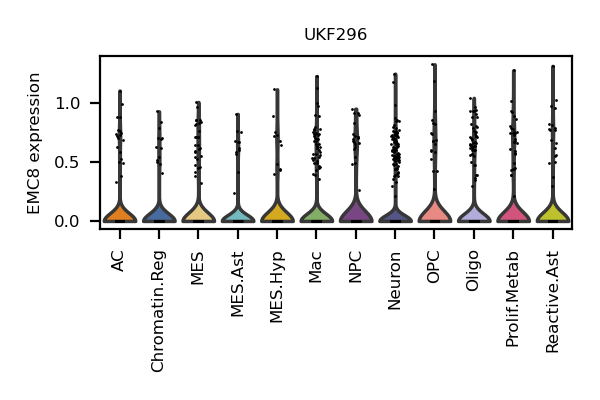 UKF296
EMC8 expression
1.0
0.5
0.0
AC
Chromatin.Reg
MES
MES.Ast
MES.Hyp
Mac
NPC
Neuron
OPC
Oligo
Prolif.Metab
Reactive.Ast